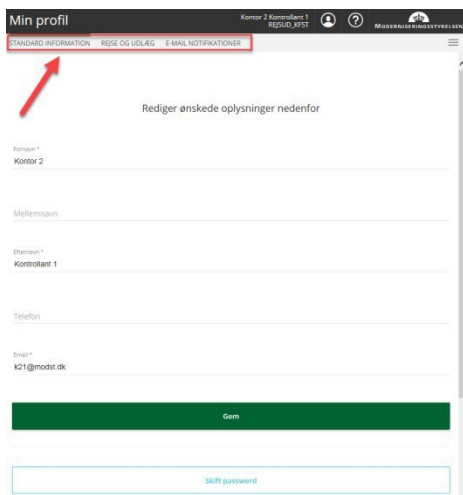 Min profil
Kontor 2 Kontrollant 1
REJSUD_KFST
?
MODERNISERINGSSTYRELSEN
STANDARD INFORMATION REJSE OG UDLÆG E-MAIL NOTIFIKATIONER
Rediger ønskede oplysninger nedenfor
Fornavn *
Kontor 2
Mellemnavn
Efternavn *
Kontrollant 1
Telefon
Email *
k21@modst.dk
Gem
Skift password